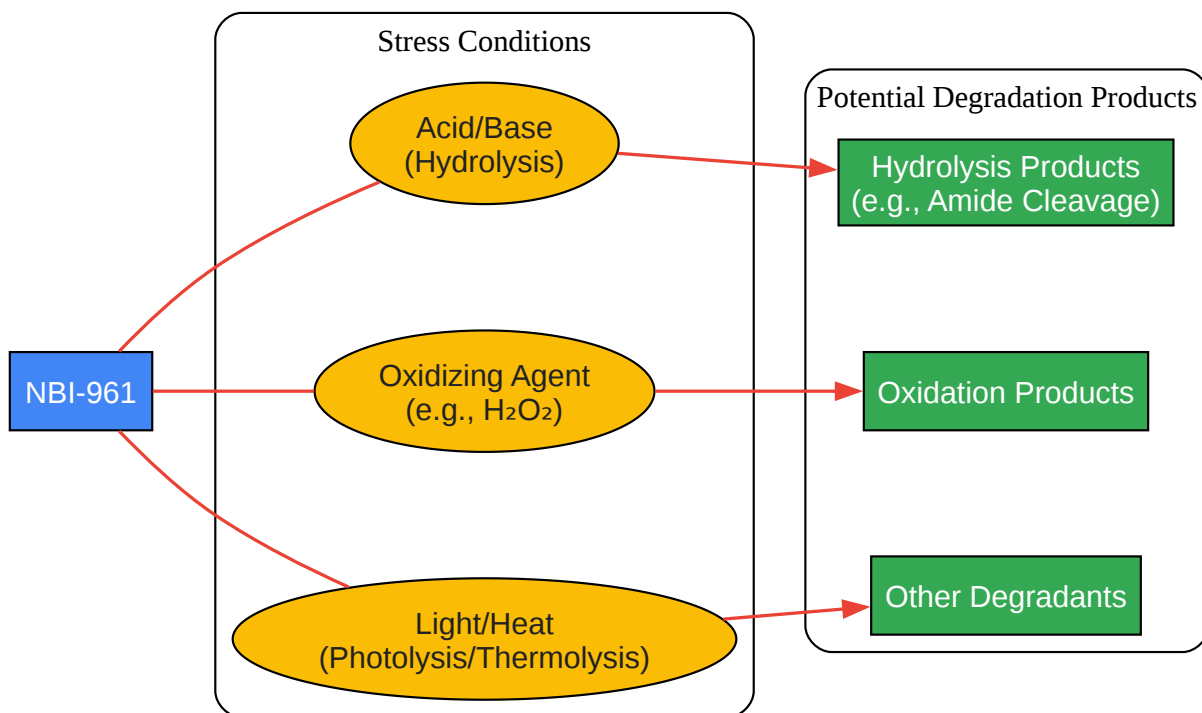 Stress Conditions
Potential Degradation Products
Acid/Base
(Hydrolysis)
Hydrolysis Products
(e.g., Amide Cleavage)
NBI-961
Oxidizing Agent
(e.g., H₂O₂)
Oxidation Products
Light/Heat
(Photolysis/Thermolysis)
Other Degradants